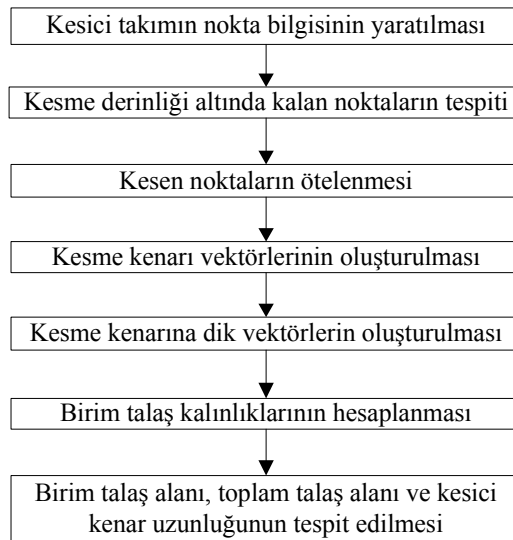 Kesici takımın nokta bilgisinin yaratılması
Kesme derinliği altında kalan noktaların tespiti
Kesen noktaların ötelenmesi
Kesme kenarı vektörlerinin oluşturulması
Kesme kenarına dik vektörlerin oluşturulması
Birim talaş kalınlıklarının hesaplanması
Birim talaş alanı, toplam talaş alanı ve kesici
kenar uzunluğunun tespit edilmesi